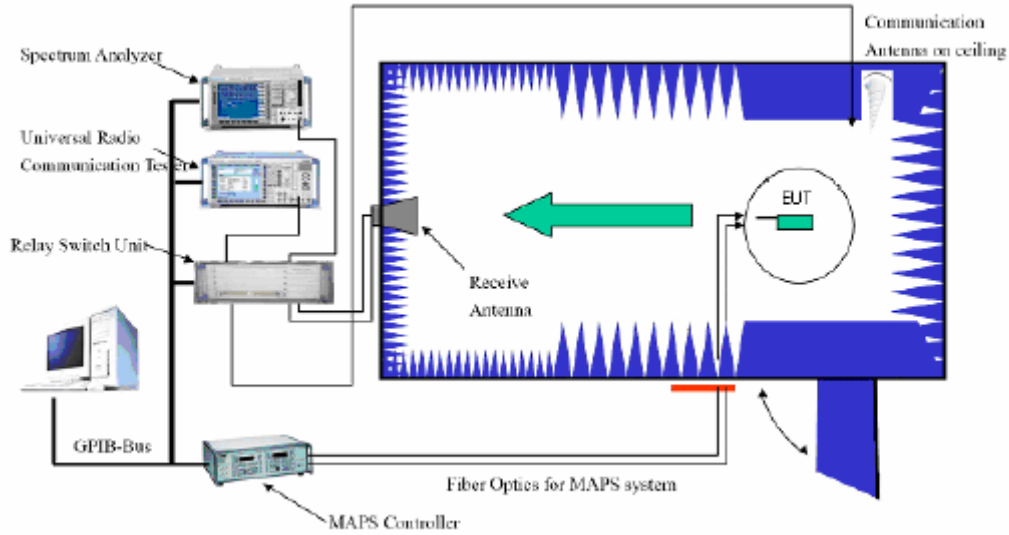 Communication
Antenna on ceiling
Spectrum Analyzer
Universal Radio
Communication Tester
EUT
Relay Switch Unit
Receive
Antenna
GPIB-Bus
Fiber Optics for MAPS system
MAPS Controller